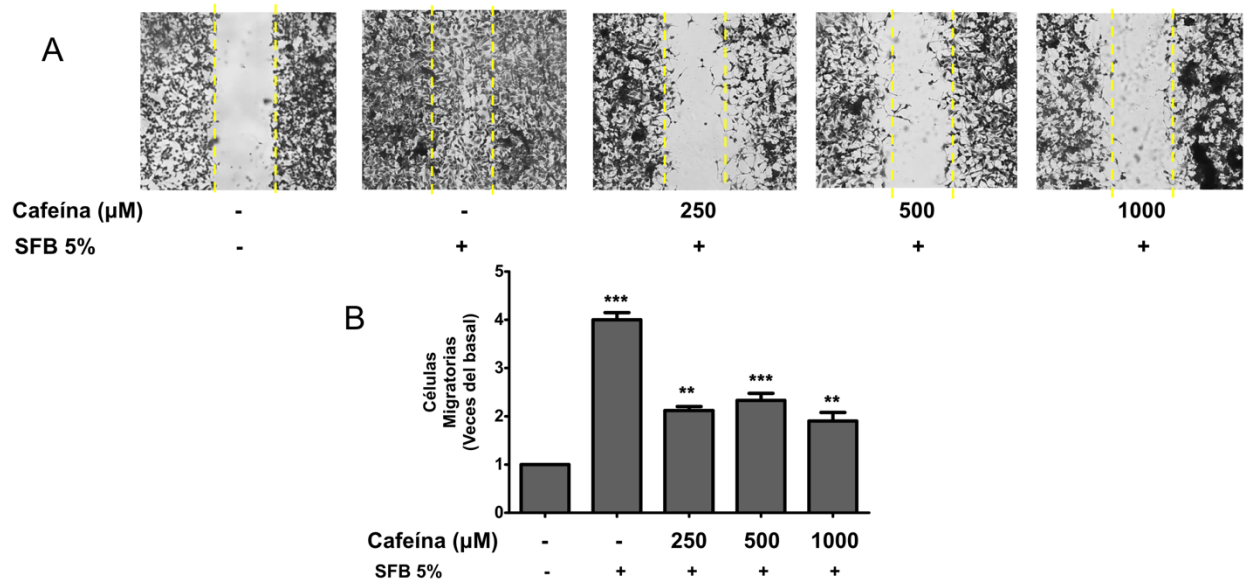 A
Cafeína (µM) - - 250 500 1000
SFB 5% - + + + +
B
Células
Migratorias
(Veces del basal)
5
4
3
2
1
0
***
**
***
**
Cafeína (µM) - - 250 500 1000
SFB 5% - + + + +